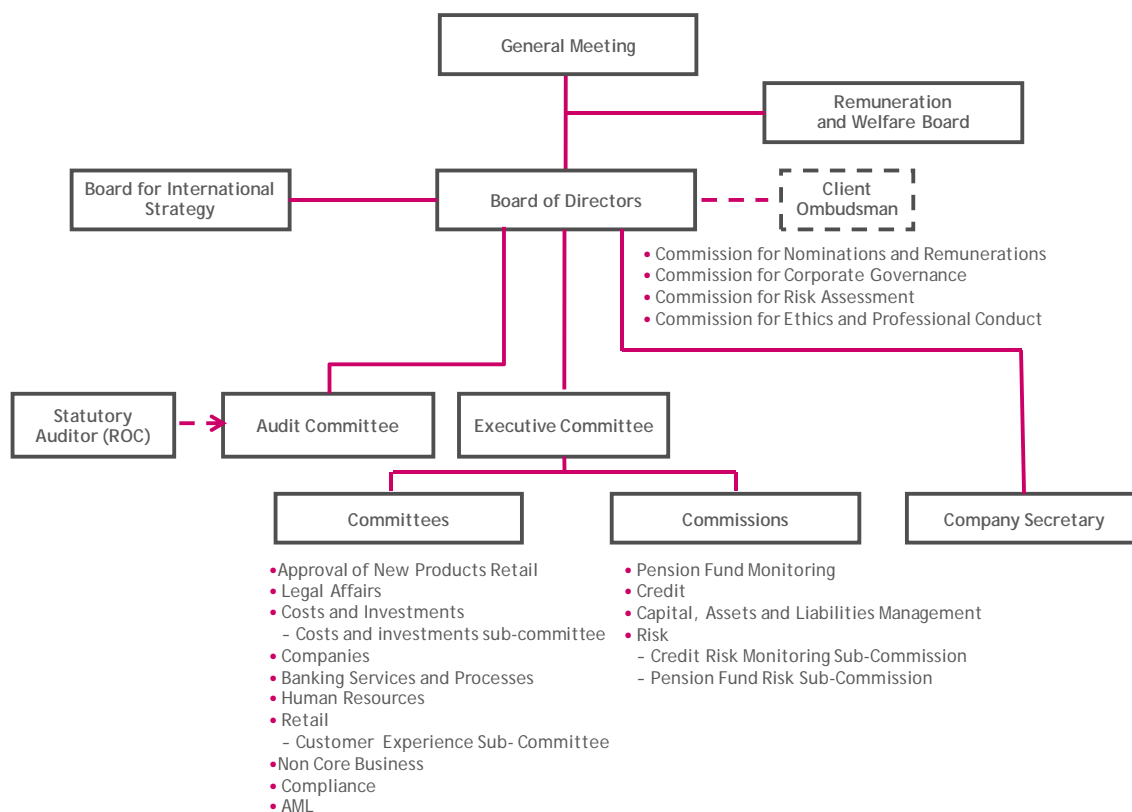 General Meeting
Remuneration
and Welfare Board
Board for International
Strategy
Board of Directors
Client
Ombudsman
• Commission for Nominations and Remunerations
• Commission for Corporate Governance
• Commission for Risk Assessment
• Commission for Ethics and Professional Conduct
Statutory
Auditor (ROC)
Audit Committee
Executive Committee
Committees
Commissions
Company Secretary
•Approval of New Products Retail
• Legal Affairs
• Costs and Investments
– Costs and investments sub-committee
• Companies
• Banking Services and Processes
• Human Resources
• Retail
– Customer Experience Sub- Committee
•Non Core Business
• Compliance
• AML
• Pension Fund Monitoring
• Credit
• Capital, Assets and Liabilities Management
• Risk
– Credit Risk Monitoring Sub-Commission
– Pension Fund Risk Sub-Commission